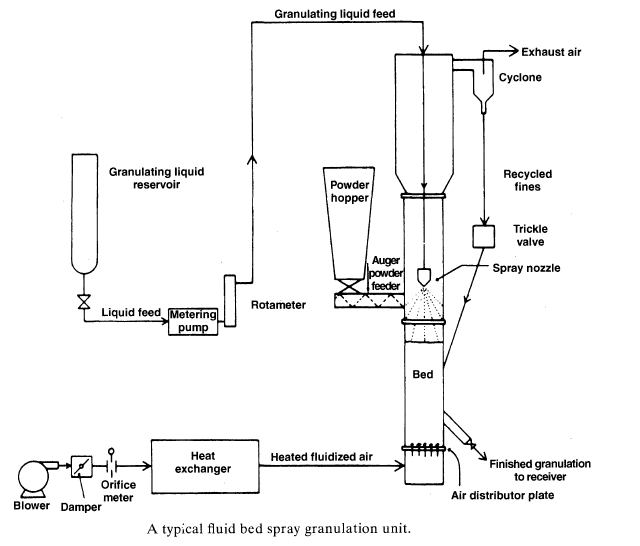 Granulating liquid feed
Exhaust air
Cyclone
Granulating liquid
reservoir
Powder
hopper
Recycled
fines
Trickle
valve
Auger
powder
feeder
Spray nozzle
Rotameter
Liquid feed
Metering
pump
Bed
Heat
exchanger
Heated fluidized air
Finished granulation
to receiver
Orifice
meter
Air distributor plate
Blower
Damper
A typical fluid bed spray granulation unit.